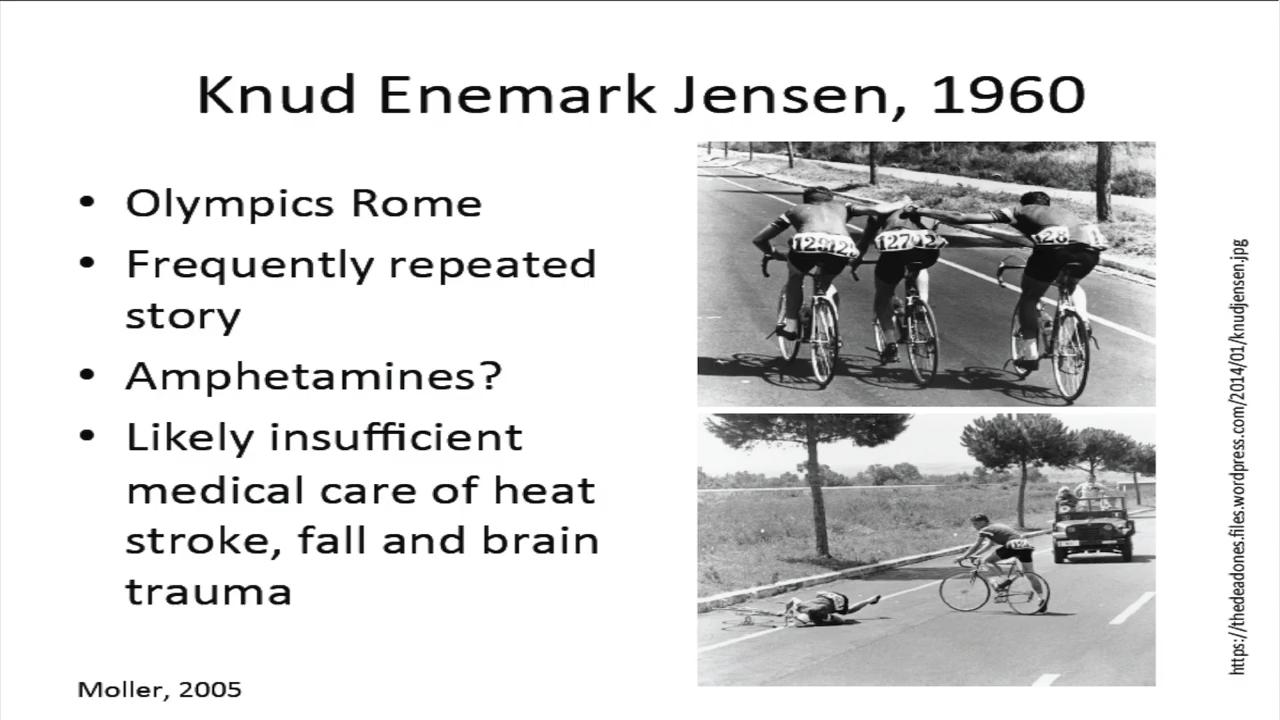 Knud Enemark Jensen, 1960
• Olympics Rome
• Frequently repeated
story
• Amphetamines?
• Likely insufficient
medical care of heat
stroke, fall and brain
trauma
Moller, 2005
127
https://thedeadones.files.wordpress.com/2014/01/knudjensen.jpg